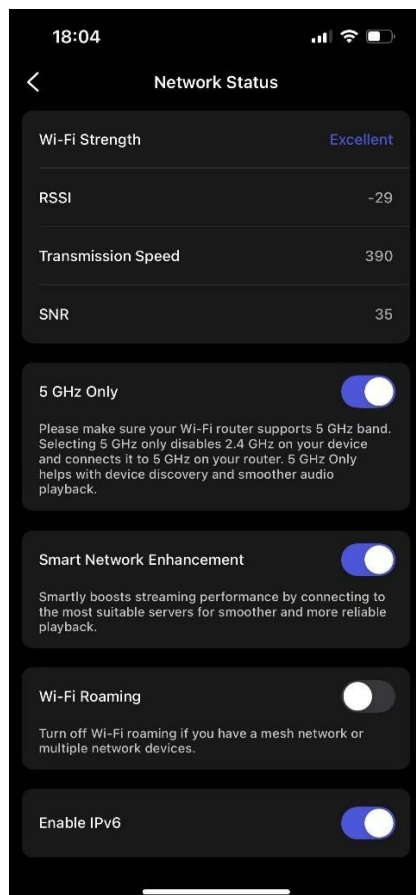 18:04
Network Status
Wi-Fi Strength Excellent
RSSI -29
Transmission Speed 390
SNR 35
5 GHz Only
Please make sure your Wi-Fi router supports 5 GHz band.
Selecting 5 GHz only disables 2.4 GHz on your device
and connects it to 5 GHz on your router. 5 GHz Only
helps with device discovery and smoother audio
playback.
Smart Network Enhancement
Smartly boosts streaming performance by connecting to
the most suitable servers for smoother and more reliable
playback.
Wi-Fi Roaming
Turn off Wi-Fi roaming if you have a mesh network or
multiple network devices.
Enable IPv6